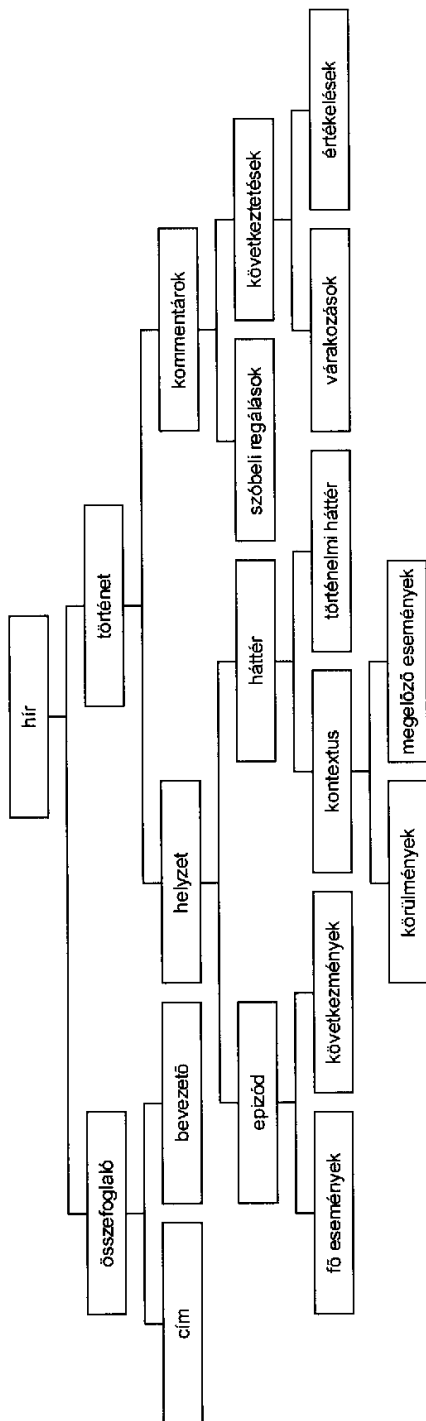 hír
összefoglaló
történet
cím
bevezető
helyzet
kommentárok
epizód
háttér
szóbeli regálások
következtetések
fő események
következmények
kontextus
történelmi háttér
várakozások
értékelések
körülmények
megelőző események